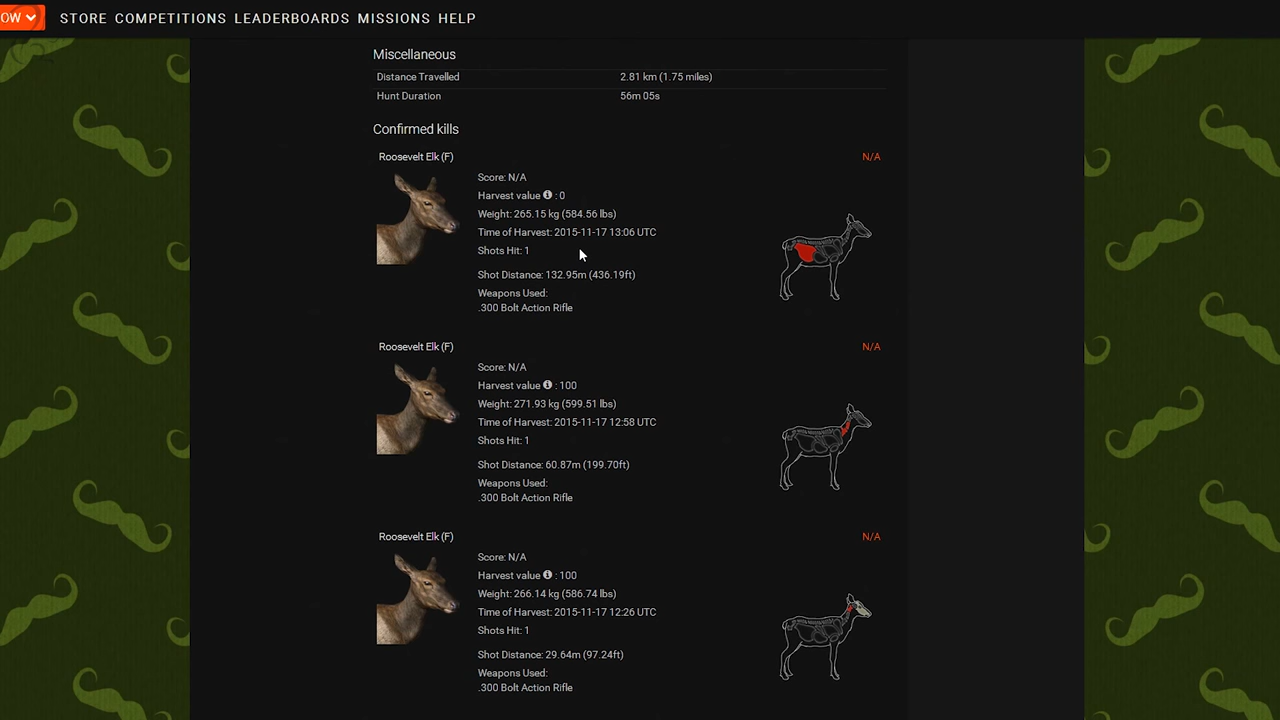 OW
STORE COMPETITIONS LEADERBOARDS MISSIONS HELP
Miscellaneous
Distance Travelled 2.81 km (1.75 miles)
Hunt Duration 56m 05s
Confirmed kills
Roosevelt Elk (F) N/A
Score: N/A
Harvest value : 0
Weight: 265.15 kg (584.56 lbs)
Time of Harvest: 2015-11-17 13:06 UTC
Shots Hit: 1
Shot Distance: 132.95m (436.19ft)
Weapons Used:
.300 Bolt Action Rifle
Roosevelt Elk (F) N/A
Score: N/A
Harvest value : 100
Weight: 271.93 kg (599.51 lbs)
Time of Harvest: 2015-11-17 12:58 UTC
Shots Hit: 1
Shot Distance: 60.87m (199.70ft)
Weapons Used:
.300 Bolt Action Rifle
Roosevelt Elk (F) N/A
Score: N/A
Harvest value : 100
Weight: 266.14 kg (586.74 lbs)
Time of Harvest: 2015-11-17 12:26 UTC
Shots Hit: 1
Shot Distance: 29.64m (97.24ft)
Weapons Used:
.300 Bolt Action Rifle